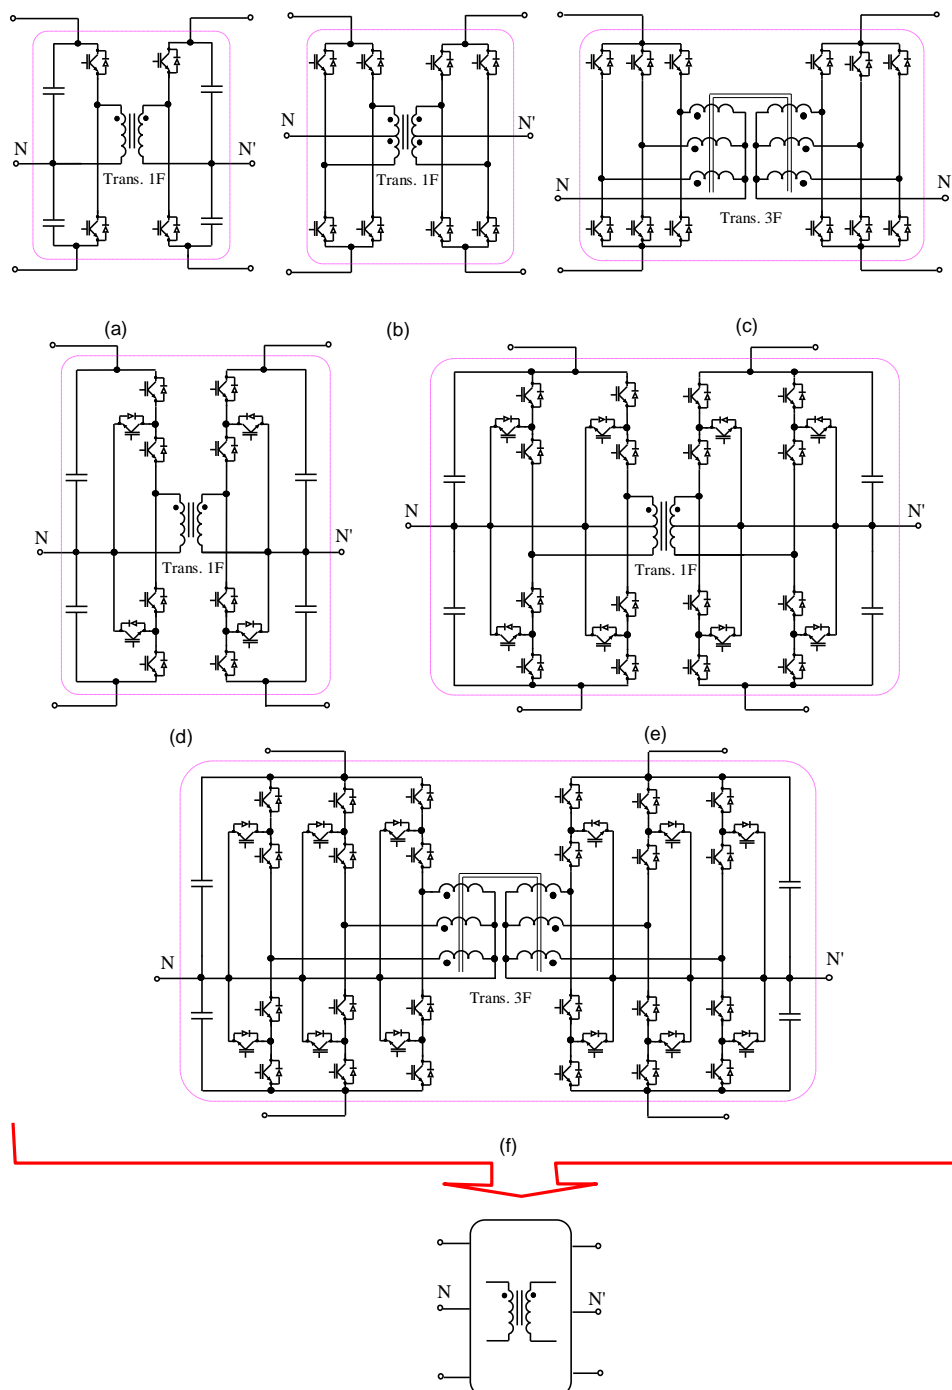 N
Trans. 1F
N'
N
Trans. 1F
N'
N
Trans. 3F
N
(a)
(b)
(c)
N
Trans. 1F
N'
N
Trans. 1F
N'
(d)
(e)
N
Trans. 3F
N'
(f)
N
N'